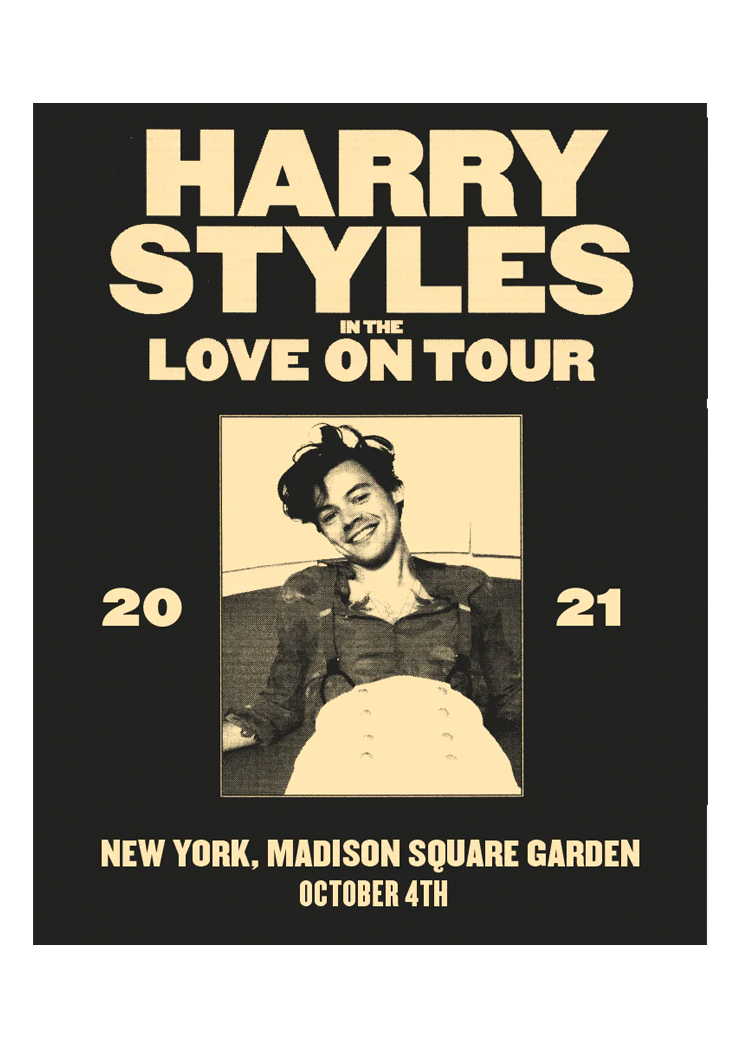 HARRY
STYLES
IN THE
LOVE ON TOUR
20 21
NEW YORK, MADISON SQUARE GARDEN
OCTOBER 4TH